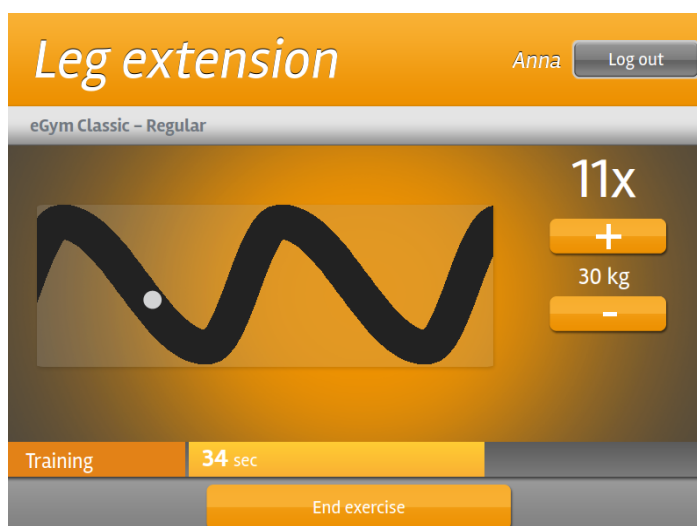 Leg extension
Anna
Log out
eGym Classic – Regular
11x
+
30 kg
-
Training
34 sec
End exercise